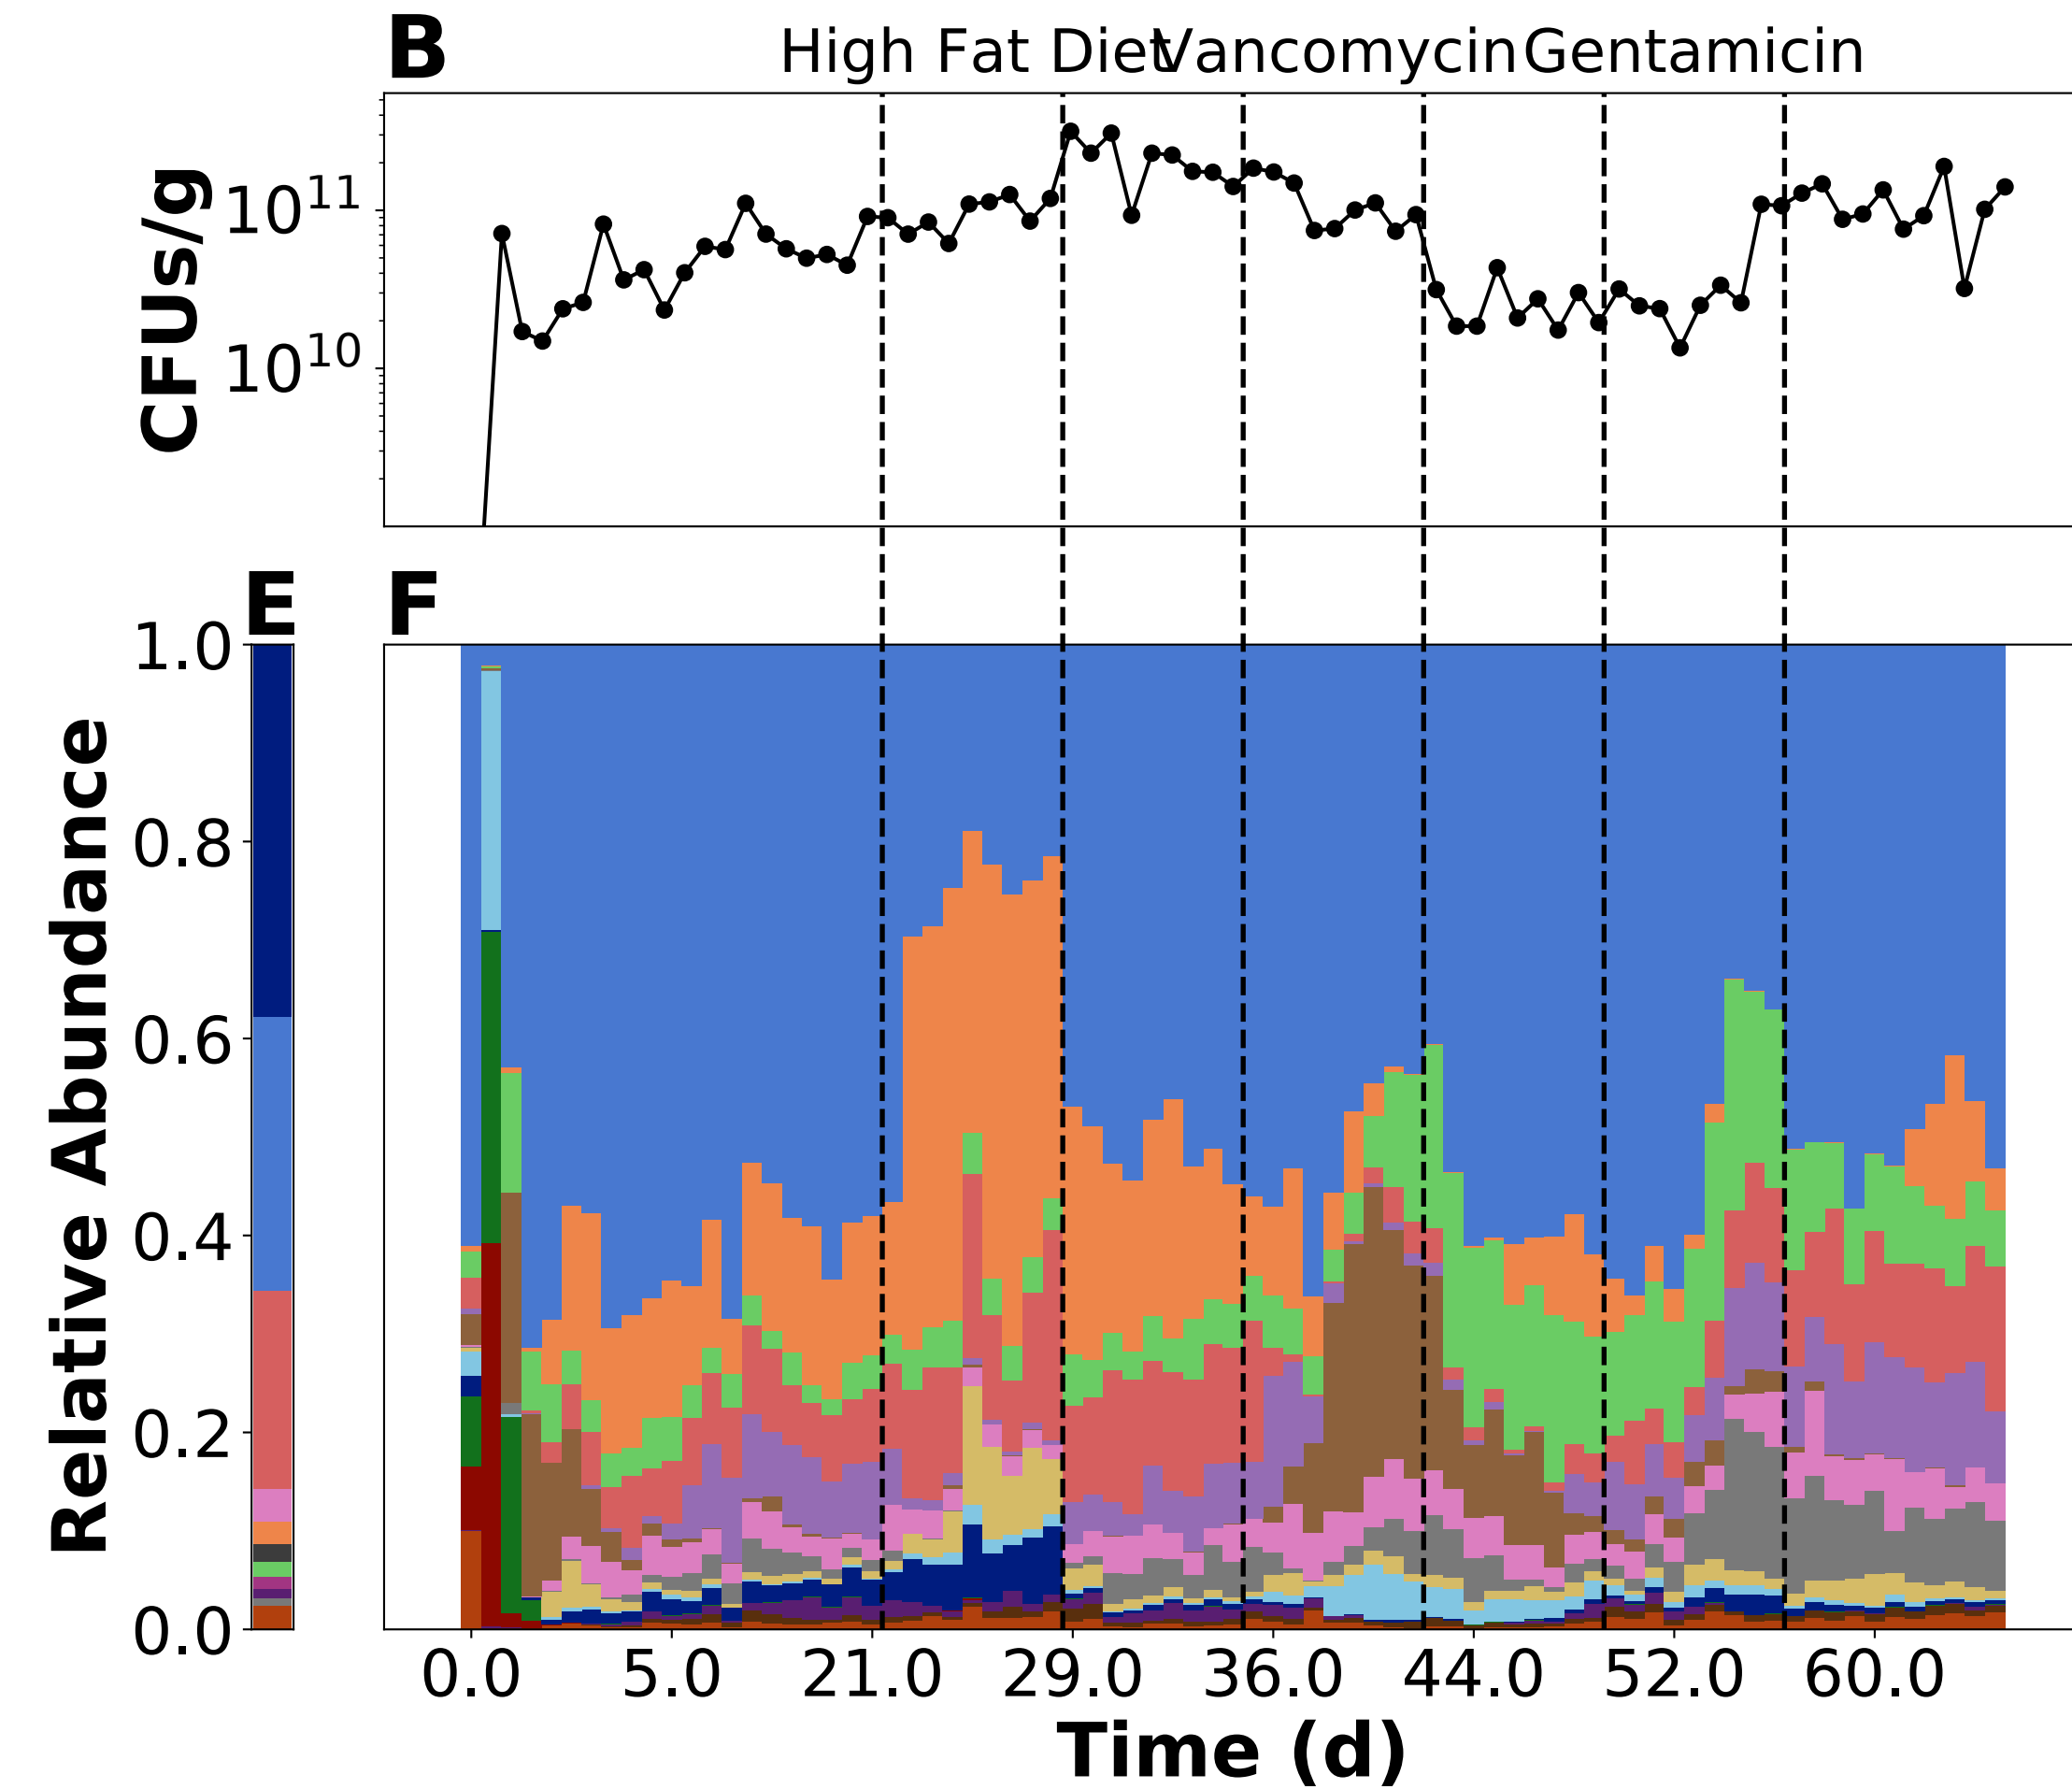 B
High Fat Diet
Vancomycin
Gentamicin
CFUs/g
10^11
10^10
E
F
Relative Abundance
1.0
0.8
0.6
0.4
0.2
0.0
0.0 5.0 21.0 29.0 36.0 44.0 52.0 60.0
Time (d)